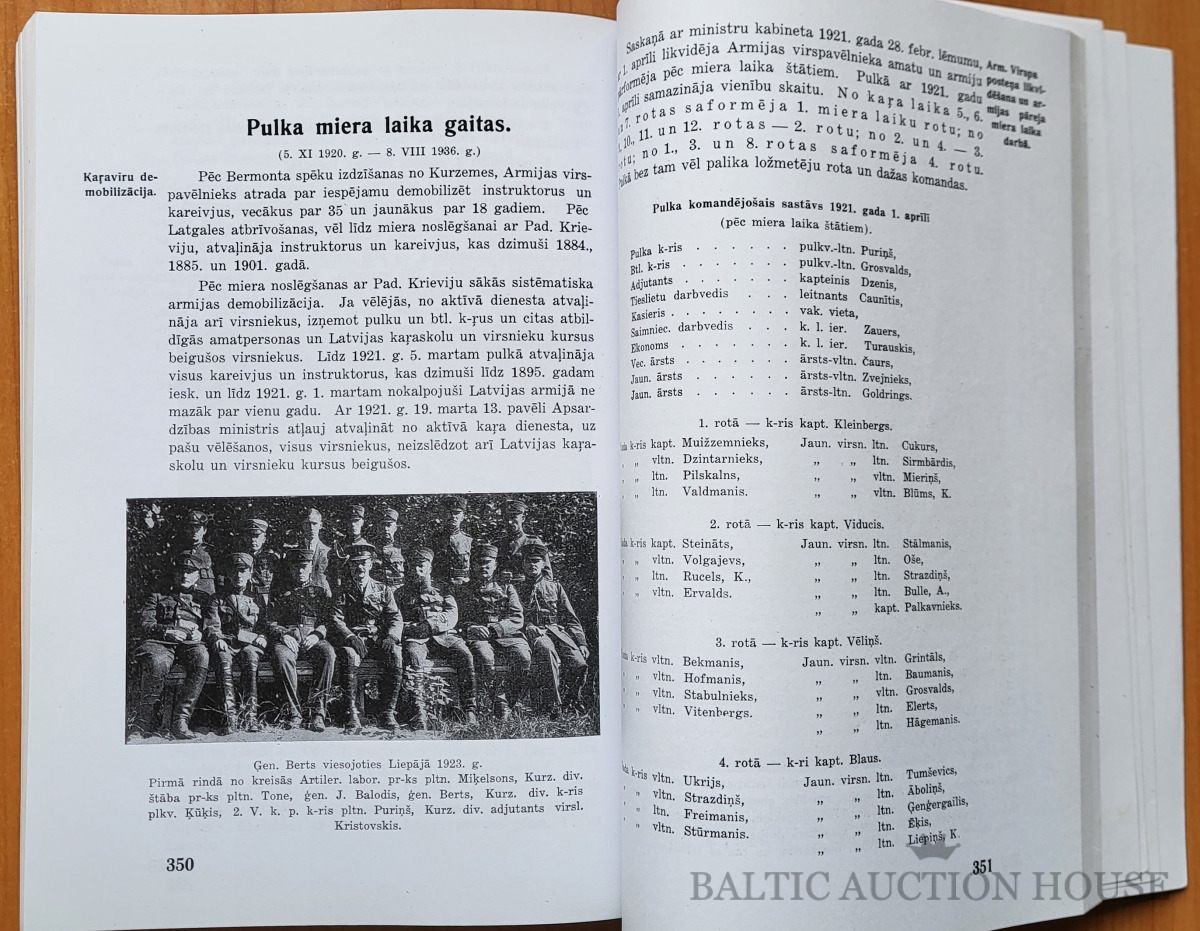 Pulka miera laika gaitas.
(5. XI 1920. g. — 8. VIII 1936. g.)
Kaŗavīru de-
mobilizācija.
Pēc Bermonta spēku izdzīšanas no Kurzemes, Armijas virs-
pavēlnieks atrada par iespējamu demobilizēt instruktorus un
kareivjus, vecākus par 35 un jaunākus par 18 gadiem. Pēc
Latgales atbrīvošanas, vēl līdz miera noslēgšanai ar Pad. Krie-
viju, atvaļināja instruktorus un kareivjus, kas dzimuši 1884.,
1885. un 1901. gadā.
Pēc miera noslēgšanas ar Pad. Krieviju sākās sistēmatiska
armijas demobilizācija. Ja vēlējās, no aktīvā dienesta atvaļi-
nāja arī virsniekus, izņemot pulku un btl. k-ŗus un citas atbil-
dīgās amatpersonas un Latvijas kaŗaskolu un virsnieku kursus
beigušos virsniekus. Līdz 1921. g. 5. martam pulkā atvaļināja
visus kareivjus un instruktorus, kas dzimuši līdz 1895. gadam
iesk. un līdz 1921. g. 1. martam nokalpojuši Latvijas armijā ne
mazāk par vienu gadu. Ar 1921. g. 19. marta 13. pavēli Apsar-
dzības ministris atļauj atvaļināt no aktīvā kaŗa dienesta, uz
pašu vēlēšanos, visus virsniekus, neizslēdzot arī Latvijas kaŗa-
skolu un virsnieku kursus beigušos.
Ģen. Berts viesojoties Liepājā 1923. g.
Pirmā rindā no kreisās Artiler. labor. pr-ks pltn. Miķelsons, Kurz. div.
štāba pr-ks pltn. Tone, ģen. J. Balodis, ģen. Berts, Kurz. div. k-ris
plkv. Ķūķis, 2. V. k. p. k-ris pltn. Puriņš, Kurz. div. adjutants virsl.
Kristovskis.
350
Saskaņā ar ministru kabineta 1921. gada 28. febr. lēmumu,
1. aprīlī likvidēja Armijas virspavēlnieka amatu un armiju
pēc miera laika štātiem. Pulkā ar 1921. gadu
aprīli samazināja vienību skaitu. No kaŗa laika 5., 6.
7. rotas saformēja 1. miera laiku rotu; no
10., 11. un 12. rotas — 2. rotu; no 2. un 4. — 3.
no 1., 3. un 8. rotas saformēja 4. rotu.
bez tam vēl palika ložmetēju rota un dažas komandas.
Arm. Virspa
posteņa likvi-
dēšana un ar-
mijas pāreja
miera laika
darbā.
Pulka komandējošais sastāvs 1921. gada 1. aprīlī
(pēc miera laika štātiem).
Pulka k-ris . . . . . . pulkv.-ltn. Puriņš,
Btl. k-ris . . . . . . . pulkv.-ltn. Grosvalds,
Adjutants . . . . . . . kapteinis Dzenis,
Tieslietu darbvedis . . . leitnants Caunītis,
Kasieris . . . . . . . vak. vieta,
Saimniec. darbvedis . . . k. l. ier. Zauers,
Ekonoms . . . . . . . k. l. ier. Turauskis,
Vec. ārsts . . . . . . . ārsts-vltn. Čaurs,
Jaun. ārsts . . . . . . ārsts-vltn. Zvejnieks,
Jaun. ārsts . . . . . . ārsts-ltn. Goldrings.
1. rotā — k-ris kapt. Kleinbergs.
k-ris kapt. Muižzemnieks, Jaun. virsn. ltn. Cukurs,
„ vltn. Dzintarnieks, „ „ ltn. Sirmbārdis,
„ ltn. Pilskalns, „ „ vltn. Mieriņš,
„ ltn. Valdmanis. „ „ vltn. Blūms, K.
2. rotā — k-ris kapt. Viducis.
k-ris kapt. Steināts, Jaun. virsn. ltn. Stālmanis,
„ vltn. Volgajevs, „ „ ltn. Oše,
„ ltn. Rucels, K., „ „ ltn. Strazdiņš,
„ vltn. Ervalds. „ „ ltn. Bulle, A.,
„ „ kapt. Palkavnieks.
3. rotā — k-ris kapt. Vēliņš.
k-ris vltn. Bekmanis, Jaun. virsn. vltn. Grintāls,
„ vltn. Hofmanis, „ „ ltn. Baumanis,
„ vltn. Stabulnieks, „ „ vltn. Grosvalds,
„ vltn. Vitenbergs. „ „ ltn. Elerts,
„ „ ltn. Hāgemanis.
4. rotā — k-ri kapt. Blaus.
k-ris vltn. Ukrijs, Jaun. virsn. ltn. Tumševics,
„ vltn. Strazdiņš, „ „ ltn. Āboliņš,
„ ltn. Freimanis, „ „ ltn. Ģenģergailis,
„ vltn. Stūrmanis. „ „ ltn. Ēķis,
„ „ ltn. Liepiņš, K.
351
BALTIC AUCTION HOUSE